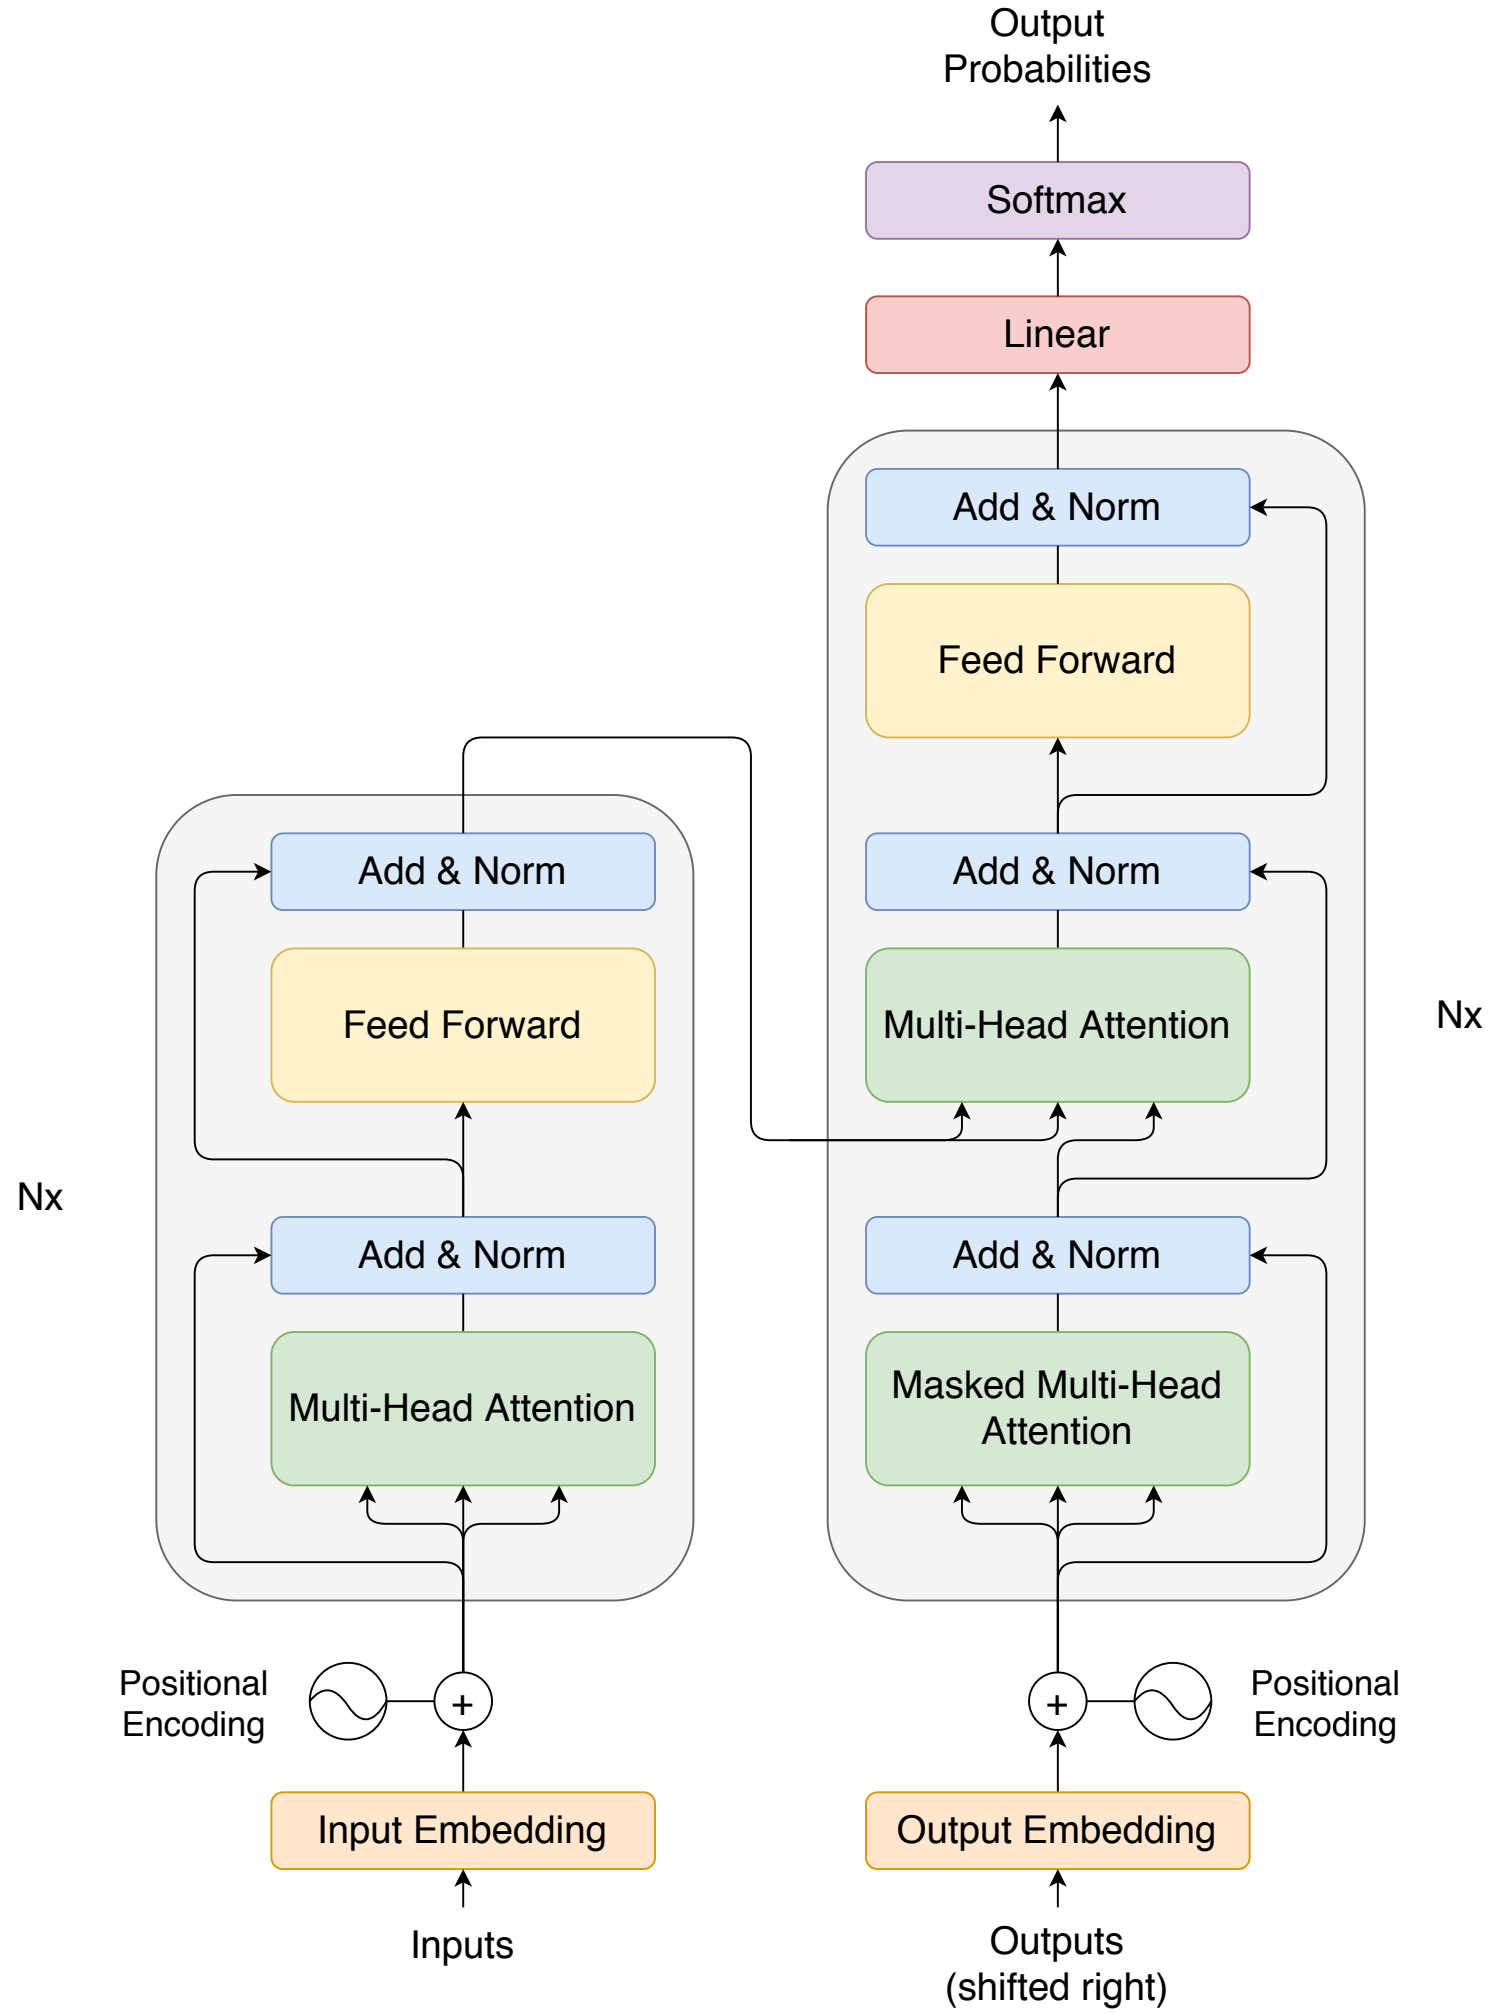 Output
Probabilities
Softmax
Linear
Add & Norm
Feed Forward
Add & Norm
Multi-Head Attention
Nx
Add & Norm
Masked Multi-Head
Attention
Positional
Encoding
+
Output Embedding
Outputs
(shifted right)
Add & Norm
Feed Forward
Nx
Add & Norm
Multi-Head Attention
Positional
Encoding
+
Input Embedding
Inputs